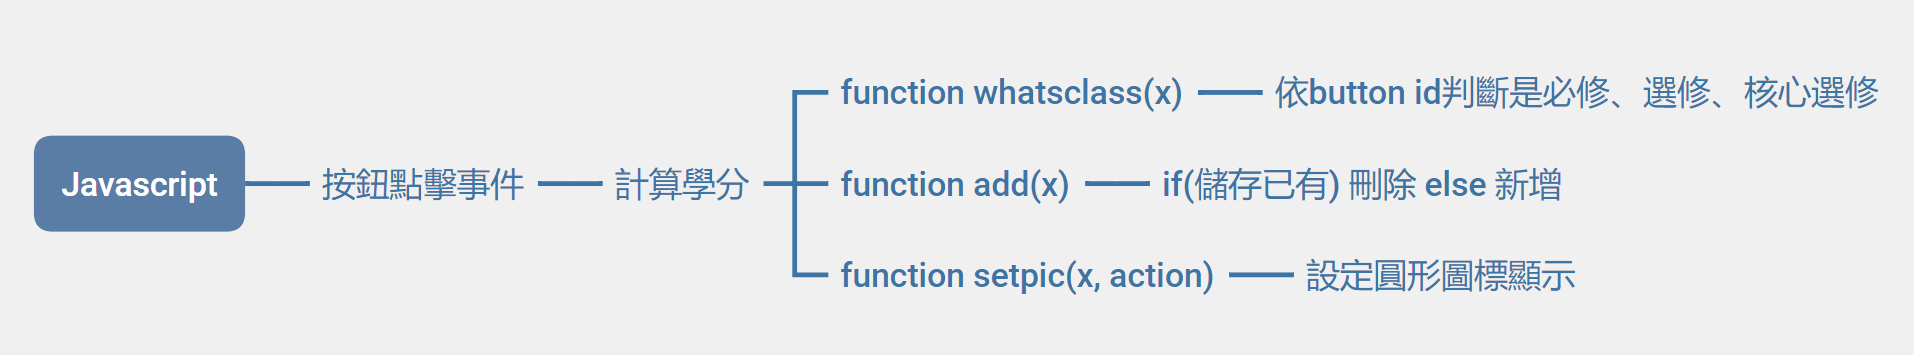 Javascript
按鈕點擊事件
計算學分
function whatsclass(x)
依button id判斷是必修、選修、核心選修
function add(x)
if(儲存已有) 刪除 else 新增
function setpic(x, action)
設定圓形圖標顯示